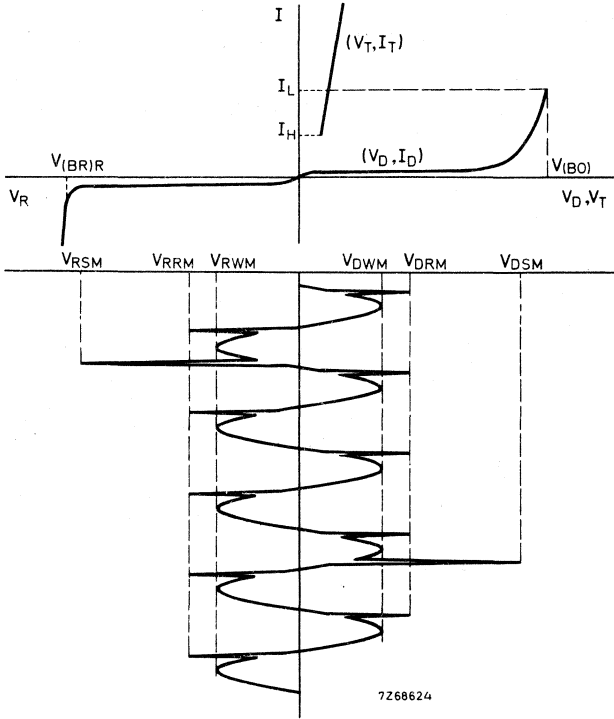 I
(V_T, I_T)
I_L
I_H
(V_D, I_D)
V_(BR)R
V_(BO)
V_R
V_D, V_T
V_RSM V_RRM V_RWM V_DWM V_DRM V_DSM
7Z68624